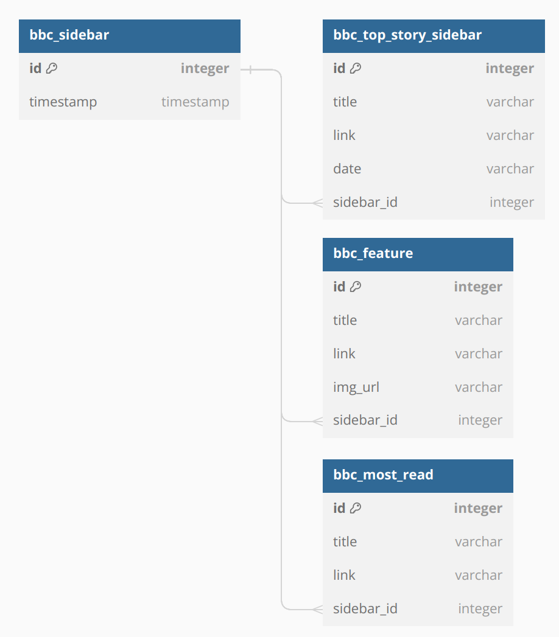 bbc_sidebar
id integer
timestamp timestamp
bbc_top_story_sidebar
id integer
title varchar
link varchar
date varchar
sidebar_id integer
bbc_feature
id integer
title varchar
link varchar
img_url varchar
sidebar_id integer
bbc_most_read
id integer
title varchar
link varchar
sidebar_id integer